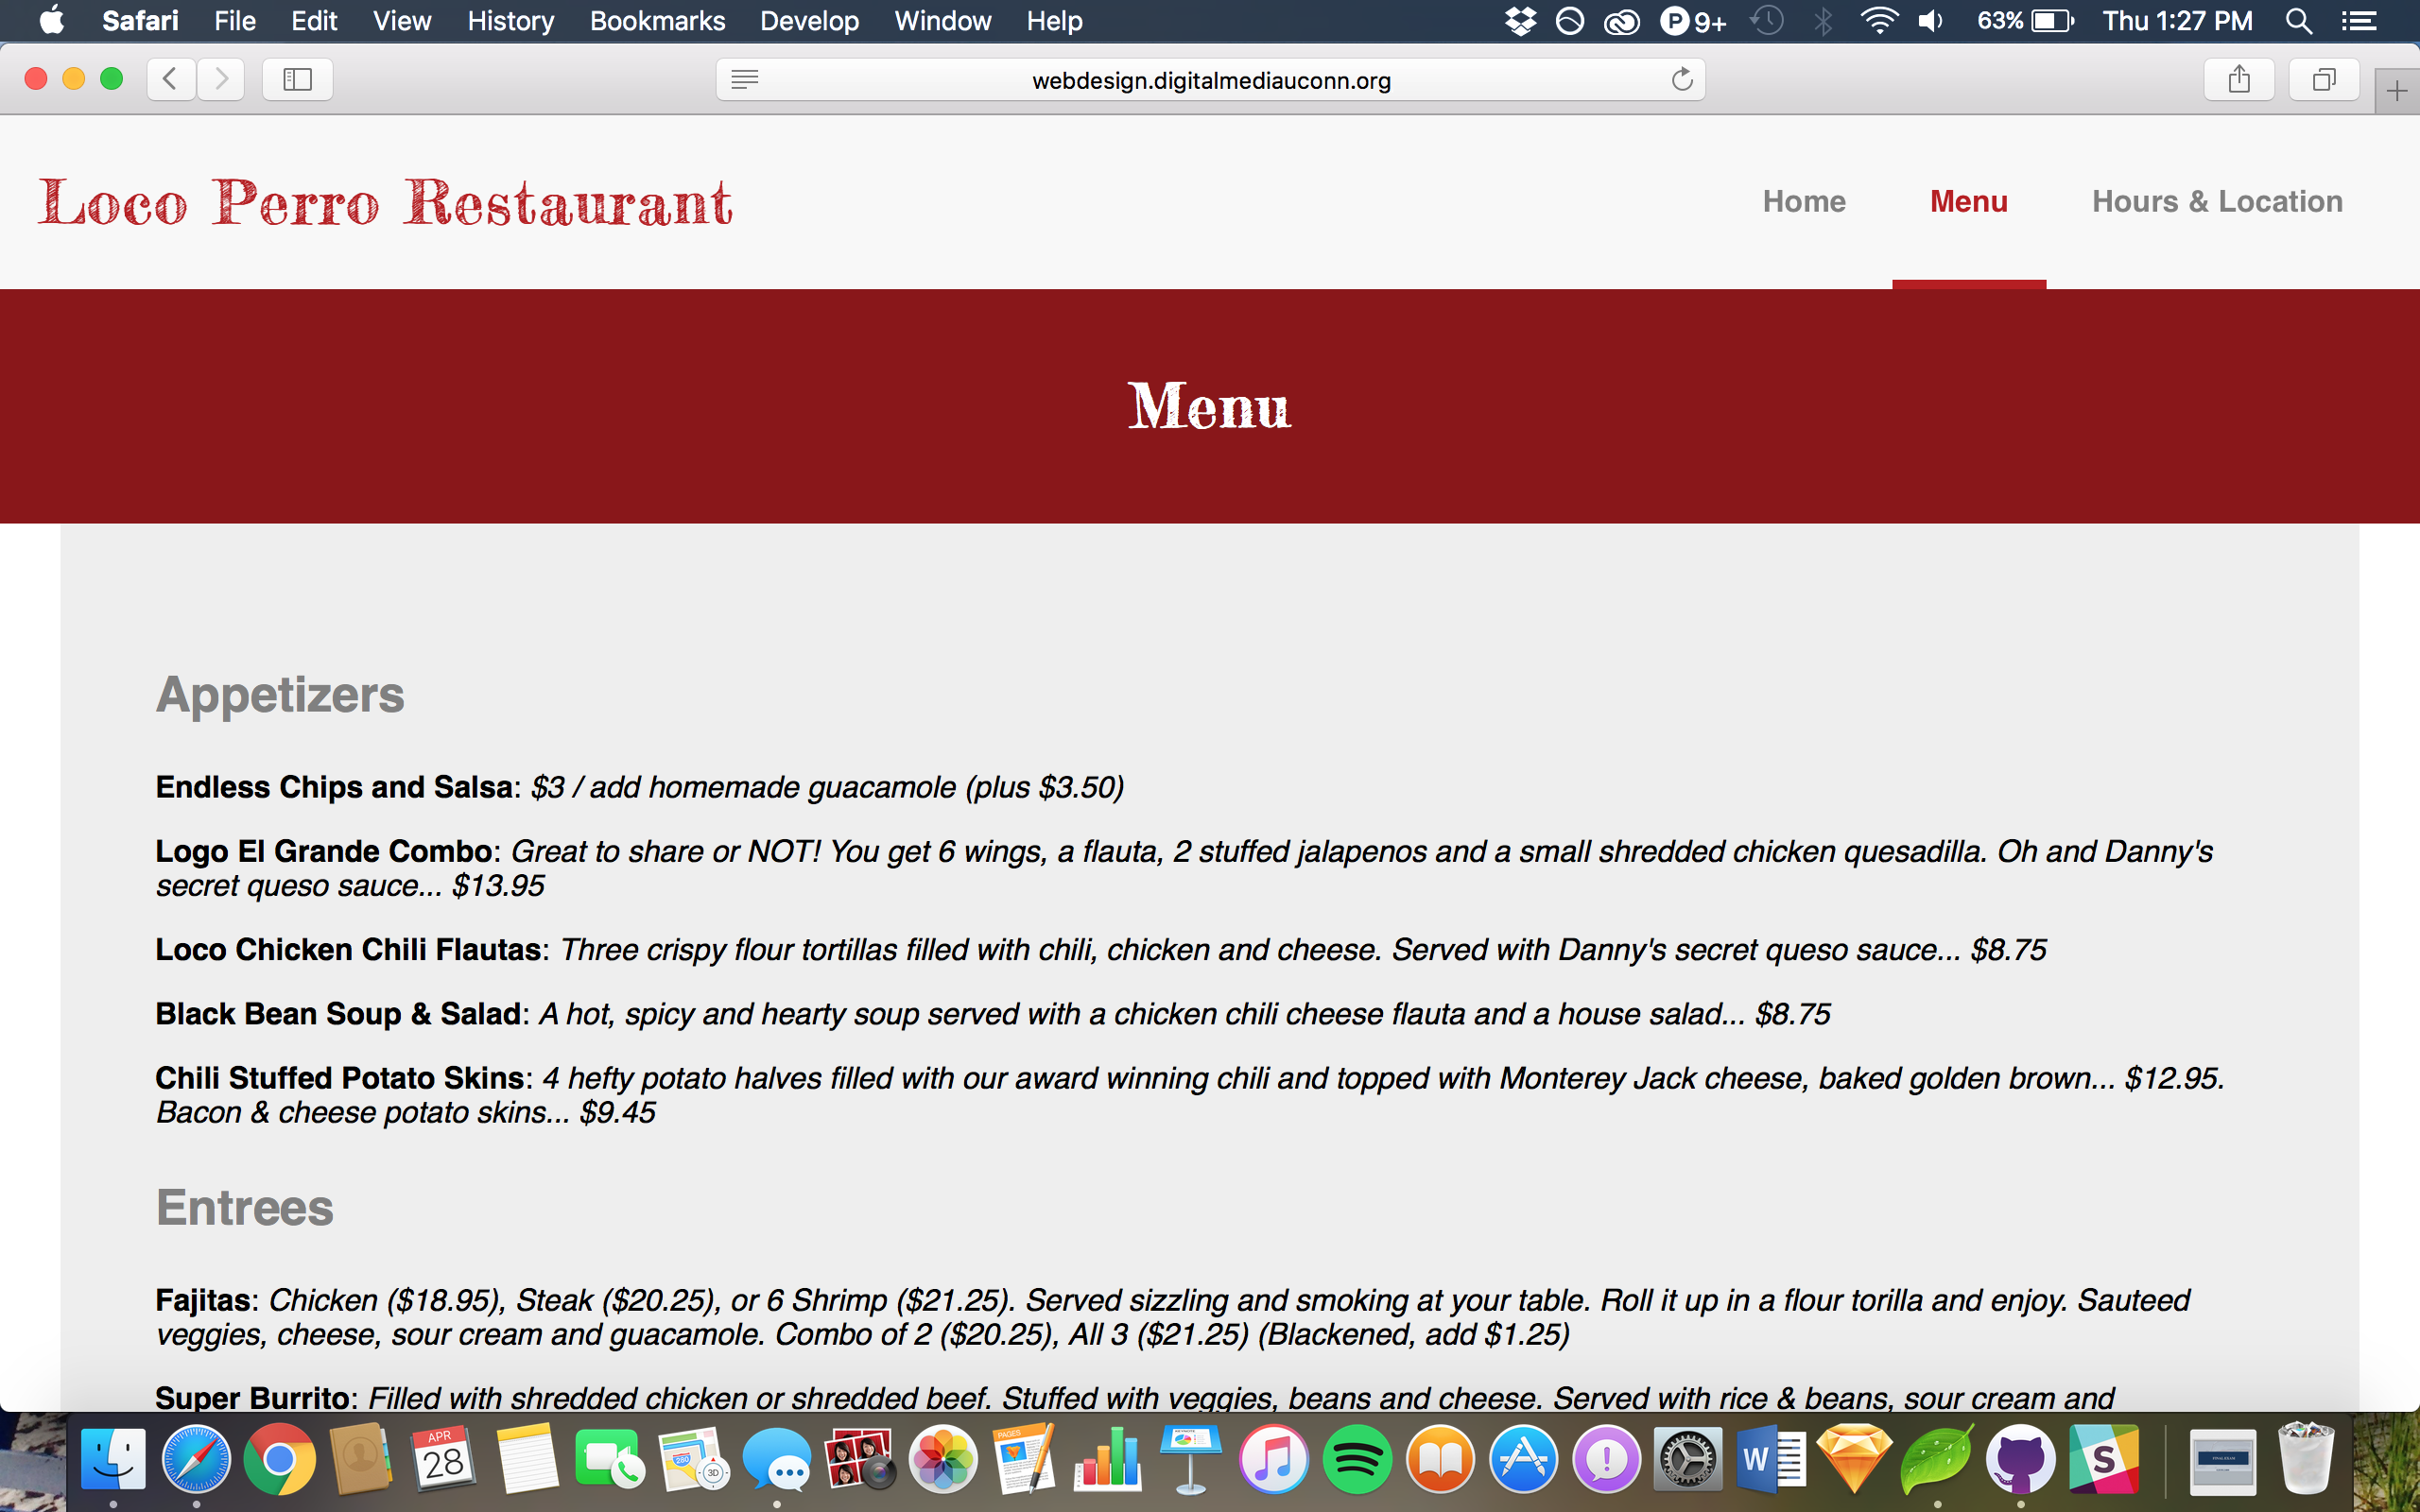 Safari File Edit View History Bookmarks Develop Window Help 9+ 63% Thu 1:27 PM
webdesign.digitalmediauconn.org
Loco Perro Restaurant
Home Menu Hours & Location
Menu
Appetizers
Endless Chips and Salsa: $3 / add homemade guacamole (plus $3.50)
Logo El Grande Combo: Great to share or NOT! You get 6 wings, a flauta, 2 stuffed jalapenos and a small shredded chicken quesadilla. Oh and Danny's
secret queso sauce... $13.95
Loco Chicken Chili Flautas: Three crispy flour tortillas filled with chili, chicken and cheese. Served with Danny's secret queso sauce... $8.75
Black Bean Soup & Salad: A hot, spicy and hearty soup served with a chicken chili cheese flauta and a house salad... $8.75
Chili Stuffed Potato Skins: 4 hefty potato halves filled with our award winning chili and topped with Monterey Jack cheese, baked golden brown... $12.95.
Bacon & cheese potato skins... $9.45
Entrees
Fajitas: Chicken ($18.95), Steak ($20.25), or 6 Shrimp ($21.25). Served sizzling and smoking at your table. Roll it up in a flour torilla and enjoy. Sauteed
veggies, cheese, sour cream and guacamole. Combo of 2 ($20.25), All 3 ($21.25) (Blackened, add $1.25)
Super Burrito: Filled with shredded chicken or shredded beef. Stuffed with veggies, beans and cheese. Served with rice & beans, sour cream and
APR
28
280
3D
PAGES
W
S